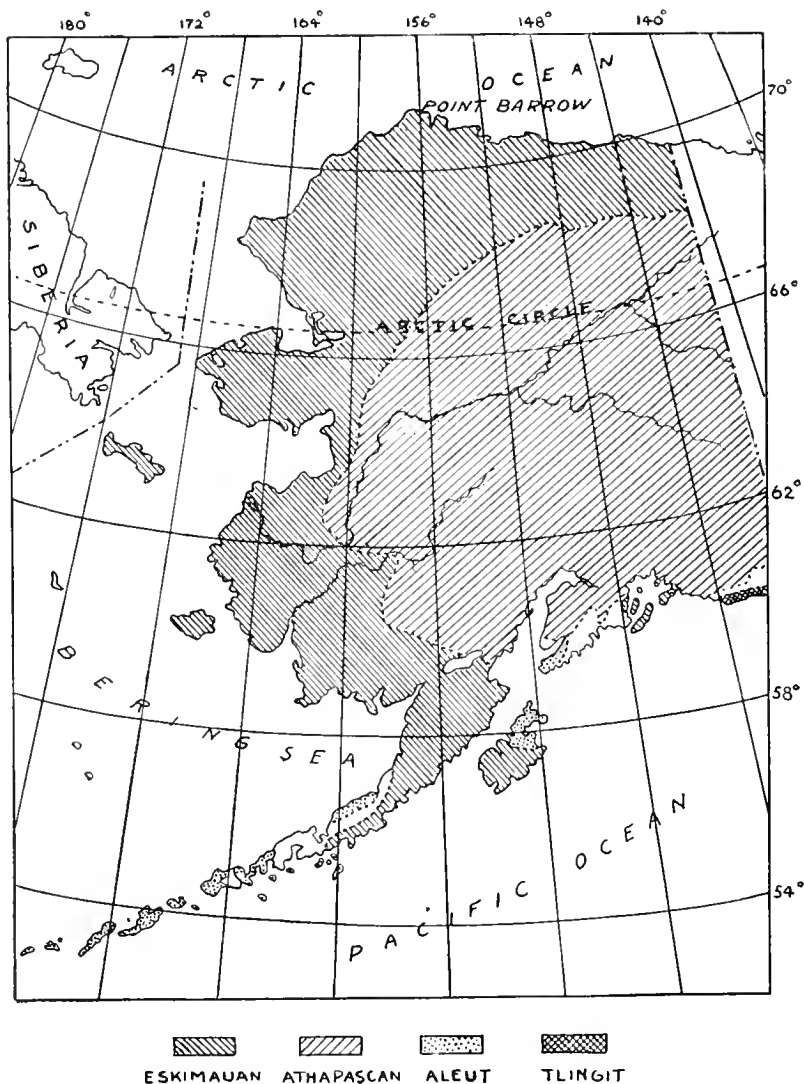 180° 172° 164° 156° 148° 140°
ARCTIC OCEAN
POINT BARROW
70°
SIBERIA
66°
ARCTIC CIRCLE
62°
BERING SEA
58°
PACIFIC OCEAN
54°
ESKIMAUAN ATHAPASCAN ALEUT TLINGIT